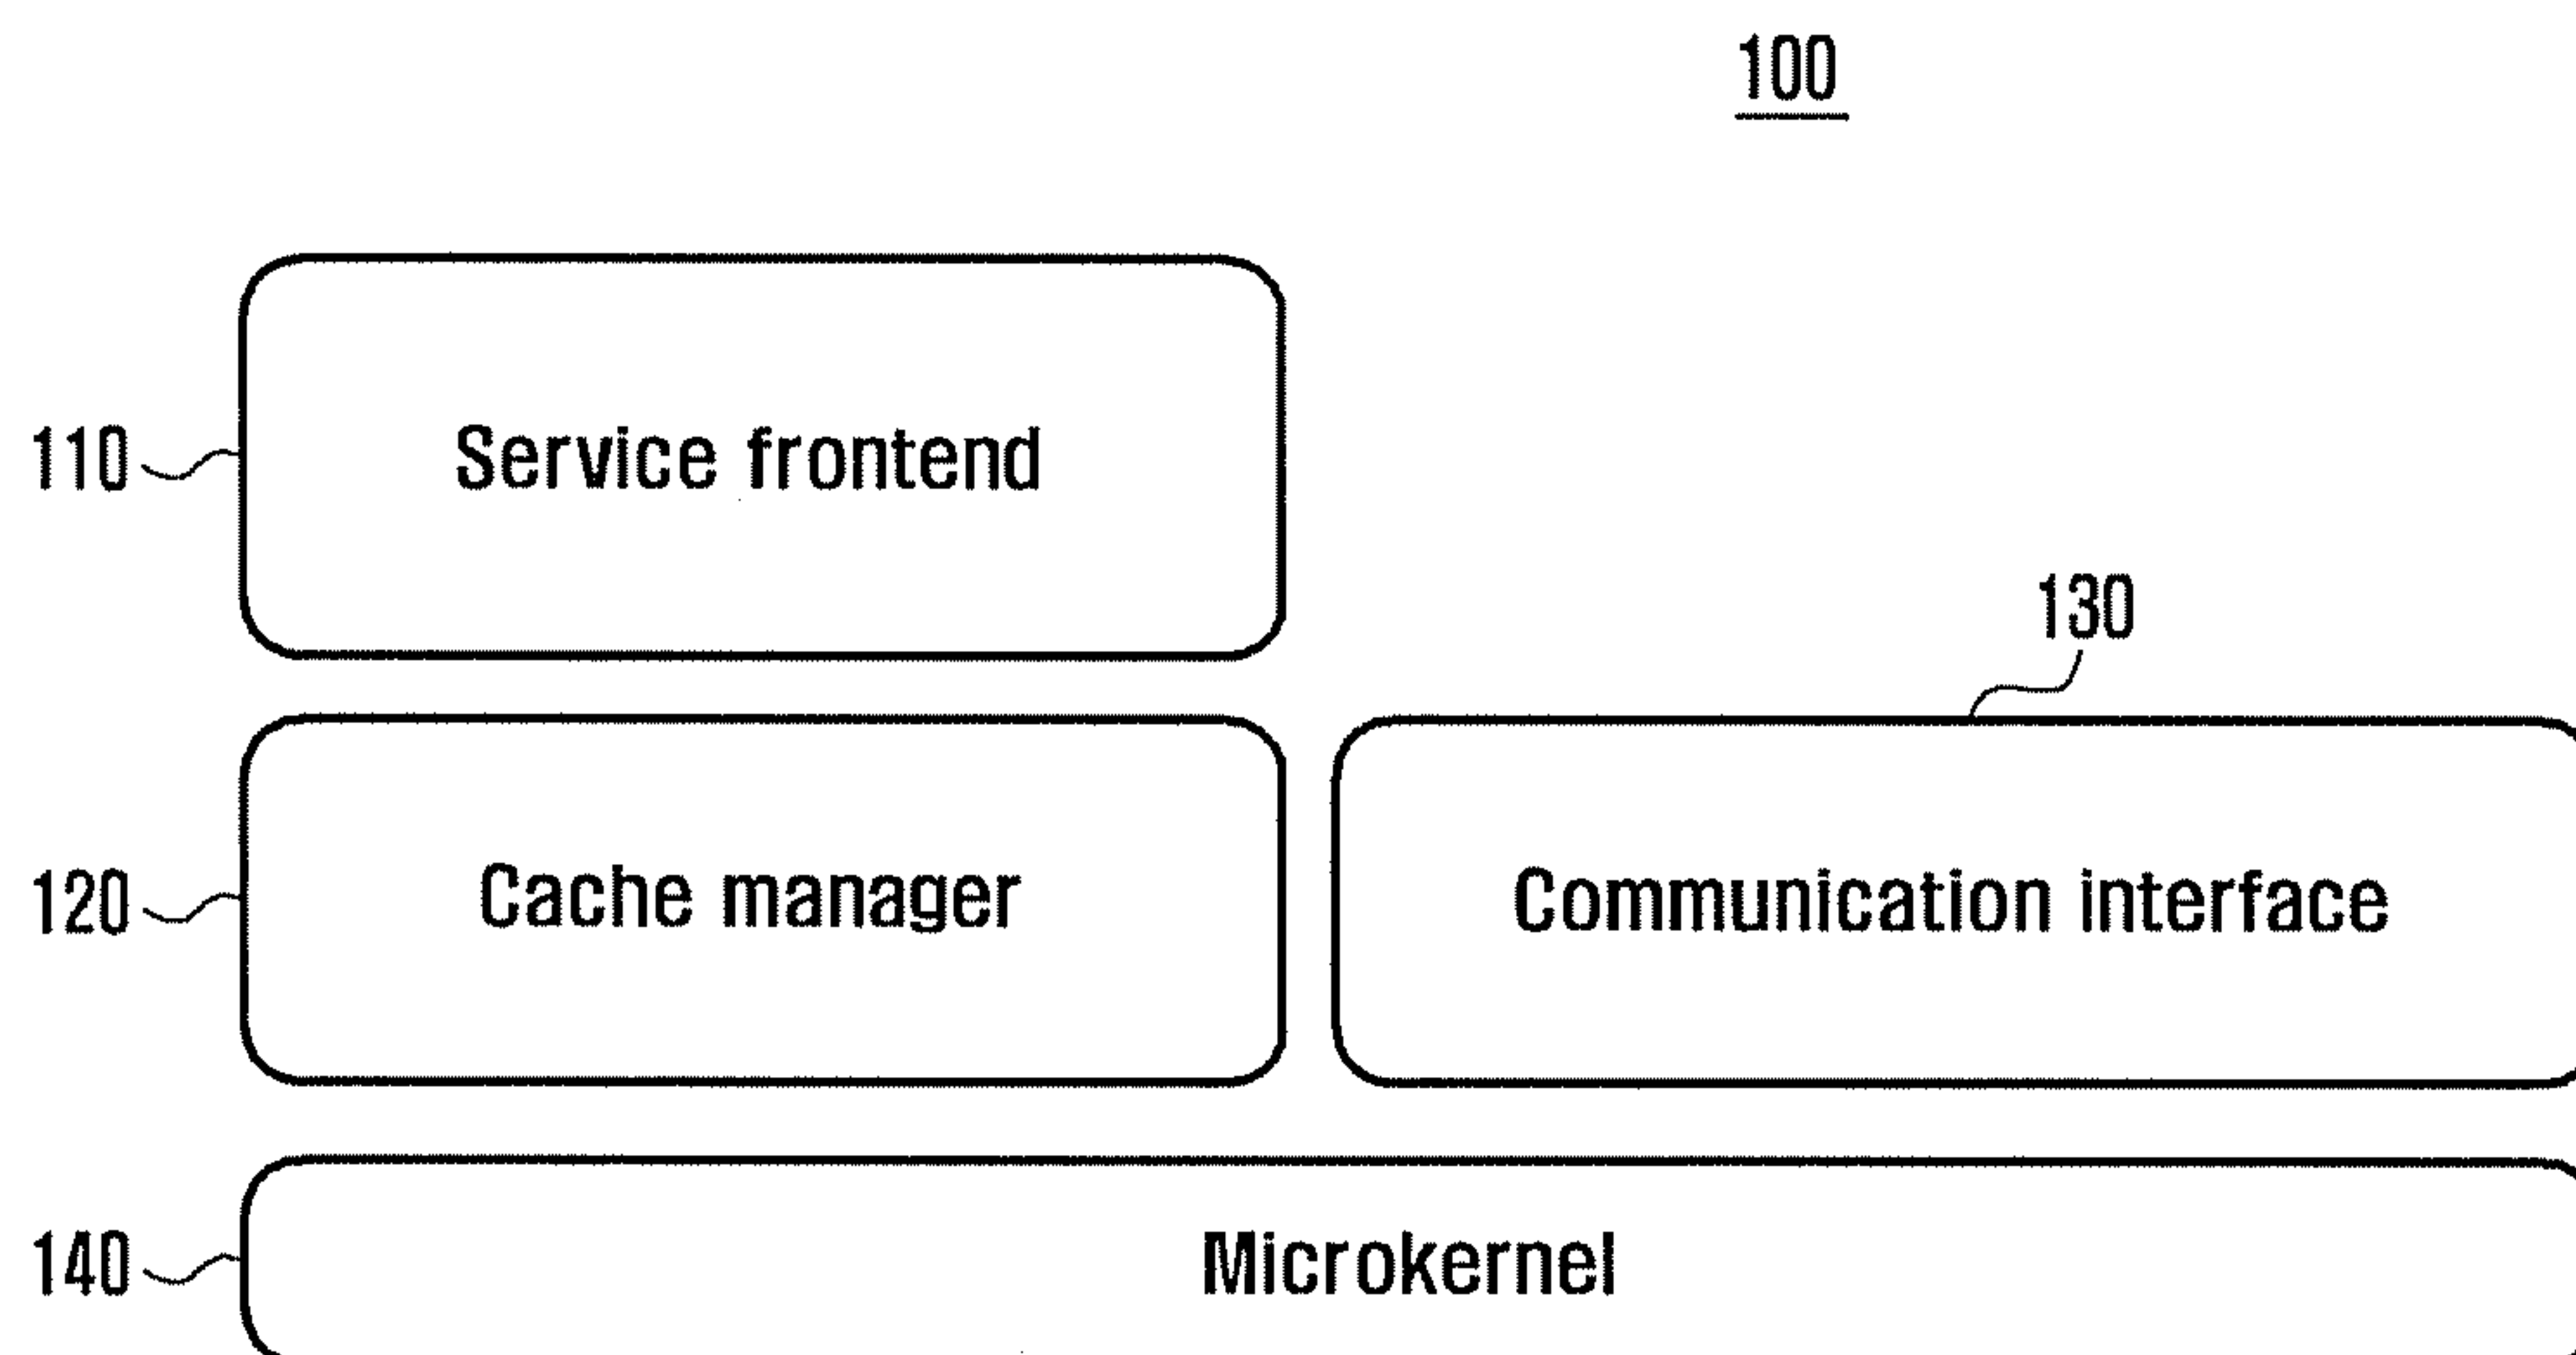 100
110 Service frontend
130
120 Cache manager Communication interface
140 Microkernel